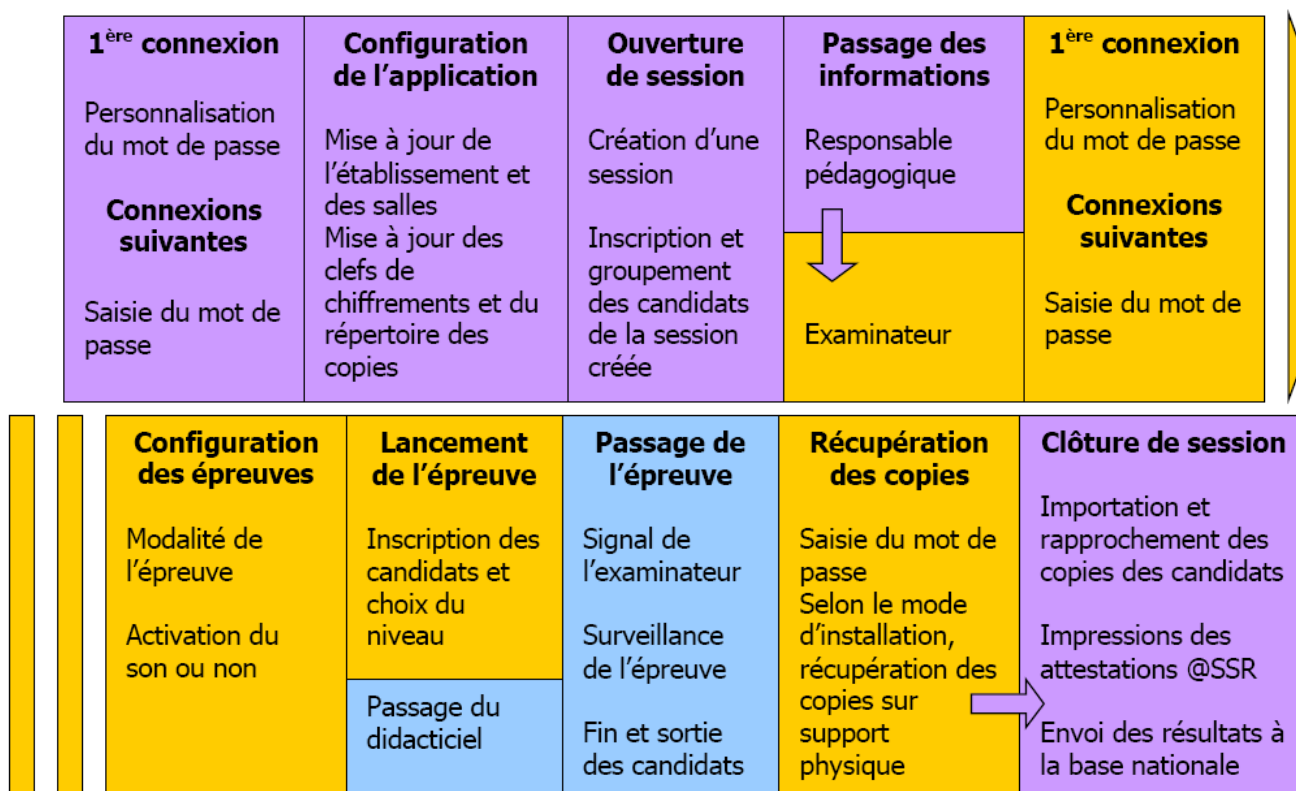 1ère connexion
Personnalisation
du mot de passe
Connexions
suivantes
Saisie du mot de
passe
Configuration
de l'application
Mise à jour de
l'établissement et
des salles
Mise à jour des
clefs de
chiffrements et du
répertoire des
copies
Ouverture
de session
Création d'une
session
Inscription et
groupement
des candidats
de la session
créée
Passage des
informations
Responsable
pédagogique
Examinateur
1ère connexion
Personnalisation
du mot de passe
Connexions
suivantes
Saisie du mot de
passe
Configuration
des épreuves
Modalité de
l'épreuve
Activation du
son ou non
Lancement
de l'épreuve
Inscription des
candidats et
choix du
niveau
Passage du
didacticiel
Passage de
l'épreuve
Signal de
l'examinateur
Surveillance
de l'épreuve
Fin et sortie
des candidats
Récupération
des copies
Saisie du mot de
passe
Selon le mode
d'installation,
récupération des
copies sur
support
physique
Clôture de session
Importation et
rapprochement des
copies des candidats
Impressions des
attestations @SSR
Envoi des résultats à
la base nationale